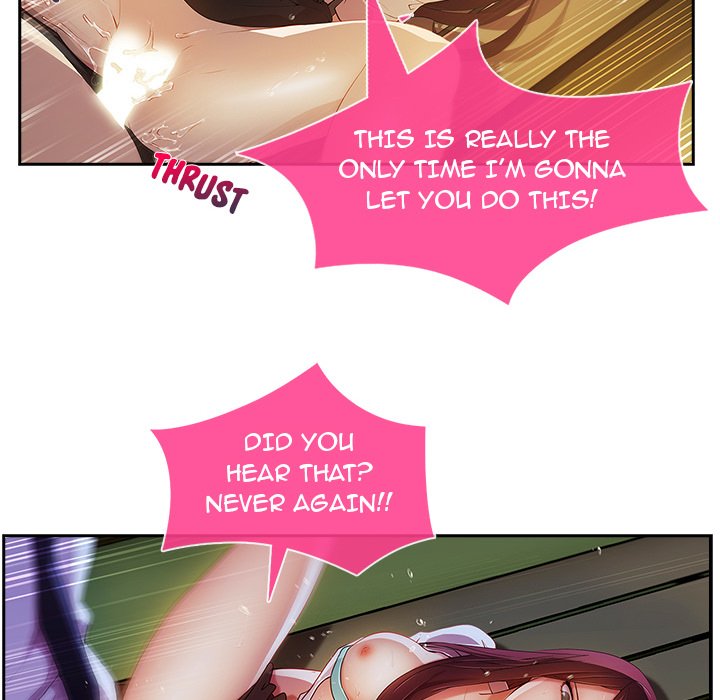 THIS IS REALLY THE
ONLY TIME I'M GONNA
LET YOU DO THIS!
THRUST
DID YOU
HEAR THAT?
NEVER AGAIN!!